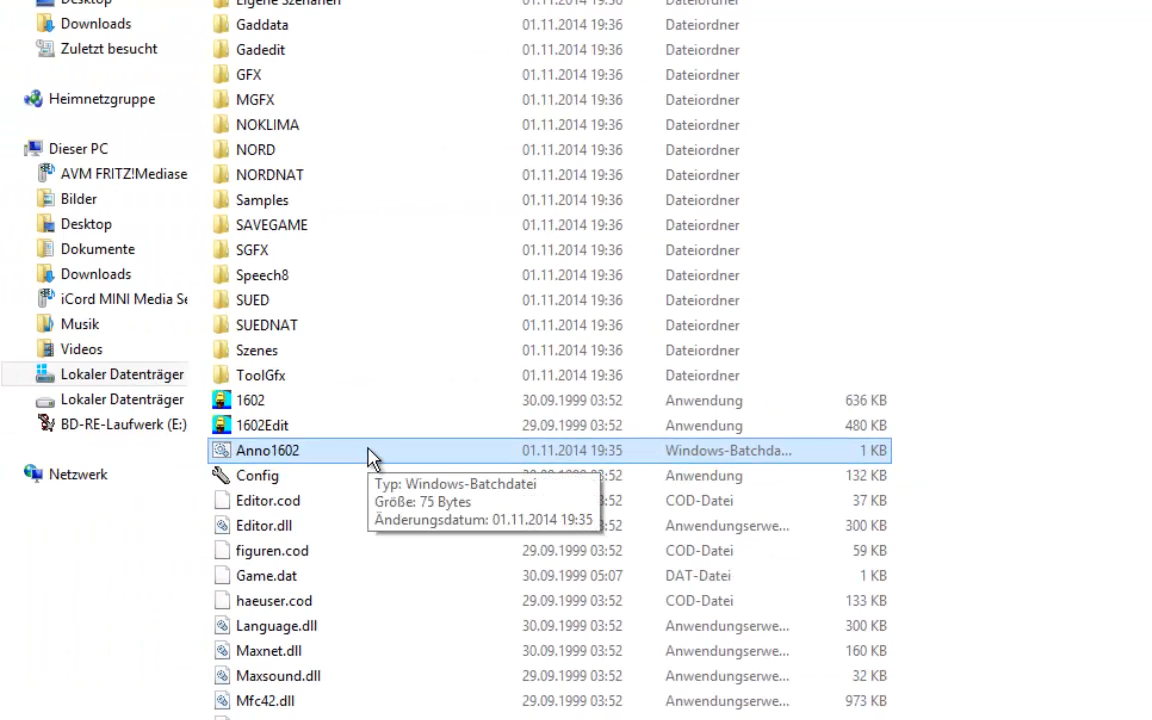 Desktop
Eigene Szenarien
Downloads
Gaddata 01.11.2014 19:36 Dateiordner
Zuletzt besucht
Gadedit 01.11.2014 19:36 Dateiordner
GFX 01.11.2014 19:36 Dateiordner
Heimnetzgruppe
MGFX 01.11.2014 19:36 Dateiordner
NOKLIMA 01.11.2014 19:36 Dateiordner
Dieser PC
NORD 01.11.2014 19:36 Dateiordner
AVM FRITZ!Mediase
NORDNAT 01.11.2014 19:36 Dateiordner
Bilder
Samples 01.11.2014 19:36 Dateiordner
Desktop
SAVEGAME 01.11.2014 19:36 Dateiordner
Dokumente
SGFX 01.11.2014 19:36 Dateiordner
Downloads
Speech8 01.11.2014 19:36 Dateiordner
iCord MINI Media Se
SUED 01.11.2014 19:36 Dateiordner
Musik
SUEDNAT 01.11.2014 19:36 Dateiordner
Videos
Szenes 01.11.2014 19:36 Dateiordner
Lokaler Datenträger
ToolGfx 01.11.2014 19:36 Dateiordner
Lokaler Datenträger
1602 30.09.1999 03:52 Anwendung 636 KB
BD-RE-Laufwerk (E:)
1602Edit 29.09.1999 03:52 Anwendung 480 KB
Anno1602 01.11.2014 19:35 Windows-Batchda... 1 KB
Netzwerk
Config :52 Anwendung 132 KB
Typ: Windows-Batchdatei
Größe: 75 Bytes
Änderungsdatum: 01.11.2014 19:35
Editor.cod :52 COD-Datei 37 KB
Editor.dll :52 Anwendungserwe... 300 KB
figuren.cod 29.09.1999 03:52 COD-Datei 59 KB
Game.dat 30.09.1999 05:07 DAT-Datei 1 KB
haeuser.cod 29.09.1999 03:52 COD-Datei 133 KB
Language.dll 30.09.1999 03:52 Anwendungserwe... 300 KB
Maxnet.dll 30.09.1999 03:52 Anwendungserwe... 160 KB
Maxsound.dll 29.09.1999 03:52 Anwendungserwe... 32 KB
Mfc42.dll 29.09.1999 03:52 Anwendungserwe... 973 KB